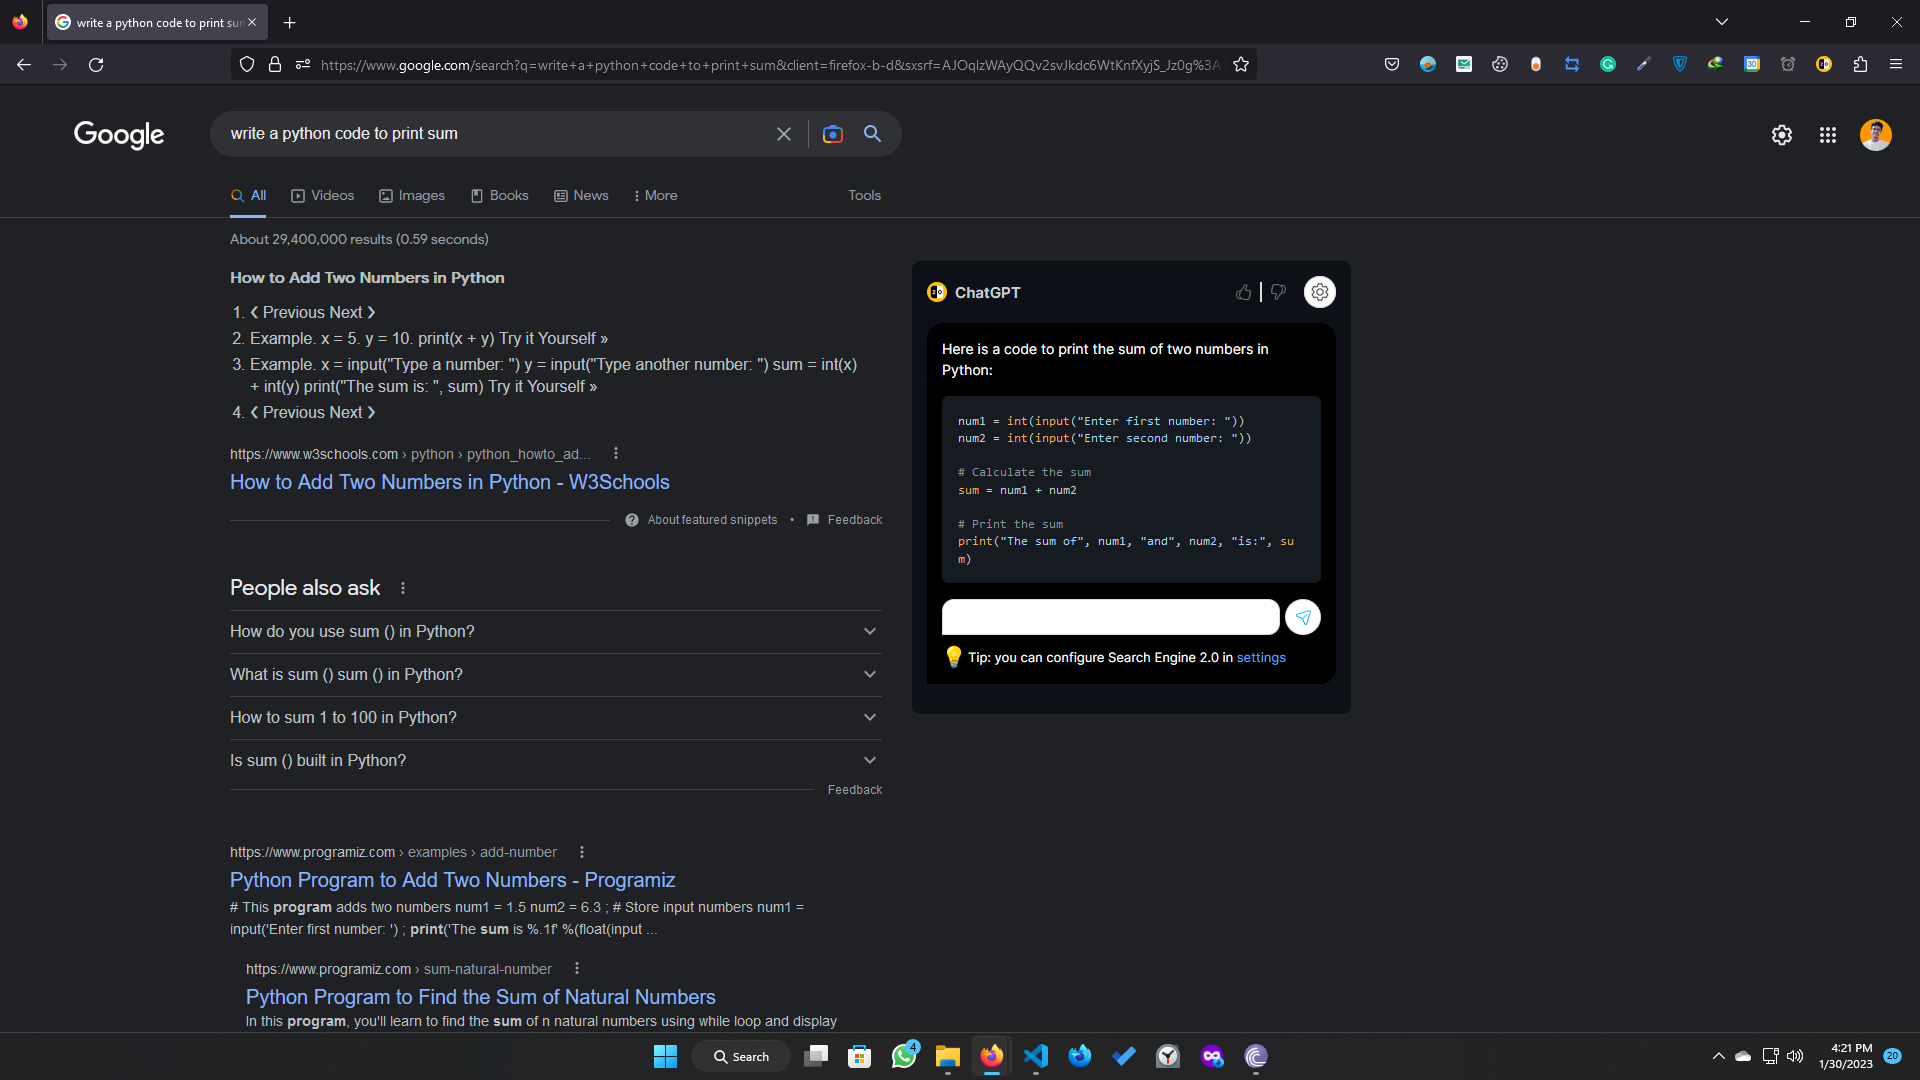 write a python code to print sum
https://www.google.com/search?q=write+a+python+code+to+print+sum&client=firefox-b-d&sxsrf=AJOqlzWAyQQv2svJkdc6WtKnfXyjS_Jz0g%3A
Google
write a python code to print sum
All
Videos
Images
Books
News
More
Tools
About 29,400,000 results (0.59 seconds)
How to Add Two Numbers in Python
1. ❮ Previous Next ❯
2. Example. x = 5. y = 10. print(x + y) Try it Yourself »
3. Example. x = input("Type a number: ") y = input("Type another number: ") sum = int(x)
+ int(y) print("The sum is: ", sum) Try it Yourself »
4. ❮ Previous Next ❯
https://www.w3schools.com › python › python_howto_ad...
How to Add Two Numbers in Python - W3Schools
About featured snippets • Feedback
People also ask
How do you use sum () in Python?
What is sum () sum () in Python?
How to sum 1 to 100 in Python?
Is sum () built in Python?
Feedback
https://www.programiz.com › examples › add-number
Python Program to Add Two Numbers - Programiz
# This program adds two numbers num1 = 1.5 num2 = 6.3 ; # Store input numbers num1 =
input('Enter first number: ') ; print('The sum is %.1f' %(float(input ...
https://www.programiz.com › sum-natural-number
Python Program to Find the Sum of Natural Numbers
In this program, you'll learn to find the sum of n natural numbers using while loop and display
ChatGPT
Here is a code to print the sum of two numbers in
Python:
num1 = int(input("Enter first number: "))
num2 = int(input("Enter second number: "))
# Calculate the sum
sum = num1 + num2
# Print the sum
print("The sum of", num1, "and", num2, "is:", su
m)
Tip: you can configure Search Engine 2.0 in settings
Search
4
4:21 PM
1/30/2023
20